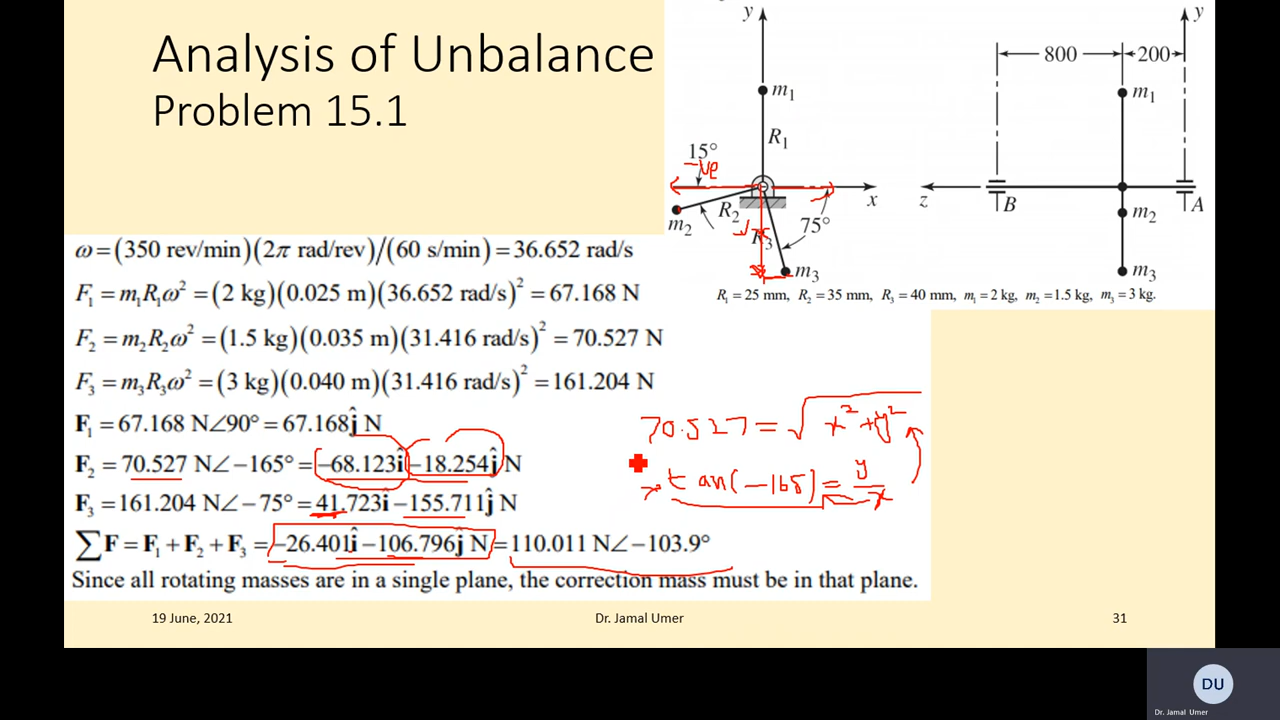 Analysis of Unbalance
Problem 15.1
y
m₁
R₁
15°
-ve
R₂
m₂
R₃
75°
m₃
x
y
800
200
m₁
z
B
A
m₂
m₃
R₁ = 25 mm, R₂ = 35 mm, R₃ = 40 mm, m₁ = 2 kg, m₂ = 1.5 kg, m₃ = 3 kg.
ω = (350 rev/min)(2π rad/rev)/(60 s/min) = 36.652 rad/s
F₁ = m₁R₁ω² = (2 kg)(0.025 m)(36.652 rad/s)² = 67.168 N
F₂ = m₂R₂ω² = (1.5 kg)(0.035 m)(31.416 rad/s)² = 70.527 N
F₃ = m₃R₃ω² = (3 kg)(0.040 m)(31.416 rad/s)² = 161.204 N
F₁ = 67.168 N∠90° = 67.168ĵ N
F₂ = 70.527 N∠−165° = −68.123î −18.254ĵ N
F₃ = 161.204 N∠−75° = 41.723î −155.711ĵ N
∑F = F₁ + F₂ + F₃ = −26.401î −106.796ĵ N = 110.011 N∠−103.9°
70.527 = √x² + y²
tan(−165) = y/x
Since all rotating masses are in a single plane, the correction mass must be in that plane.
19 June, 2021
Dr. Jamal Umer
31
DU
Dr. Jamal Umer